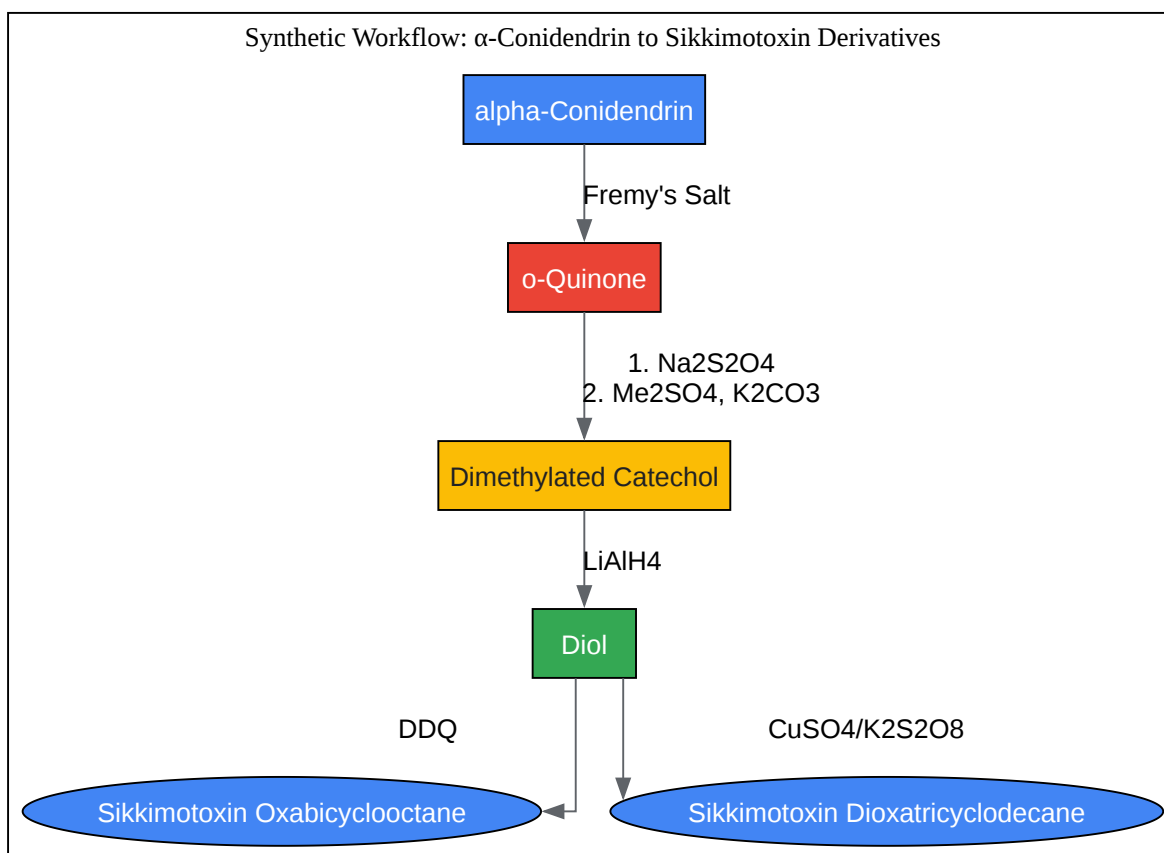 Synthetic Workflow: α-Conidendrin to Sikkimotoxin Derivatives
alpha-Conidendrin
Fremy's Salt
o-Quinone
1. Na2S2O4
2. Me2SO4, K2CO3
Dimethylated Catechol
LiAlH4
Diol
DDQ
CuSO4/K2S2O8
Sikkimotoxin Oxabicyclooctane
Sikkimotoxin Dioxatricyclodecane